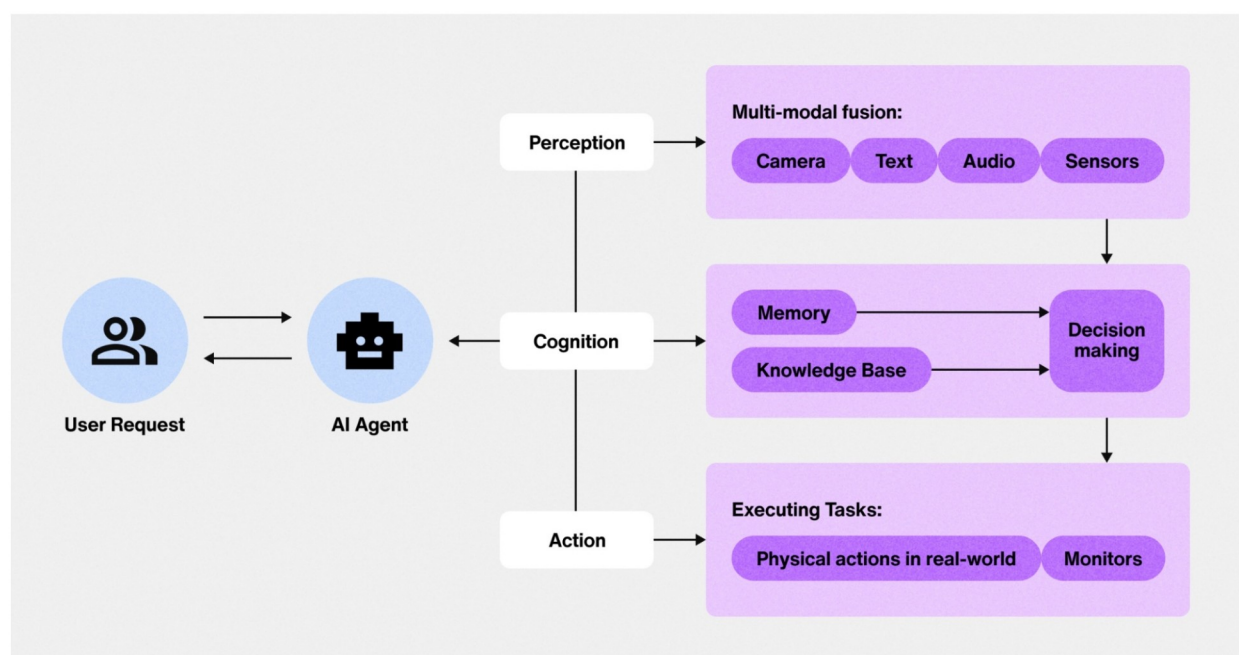 Perception
Multi-modal fusion:
Camera
Text
Audio
Sensors
User Request
AI Agent
Cognition
Memory
Knowledge Base
Decision
making
Action
Executing Tasks:
Physical actions in real-world
Monitors